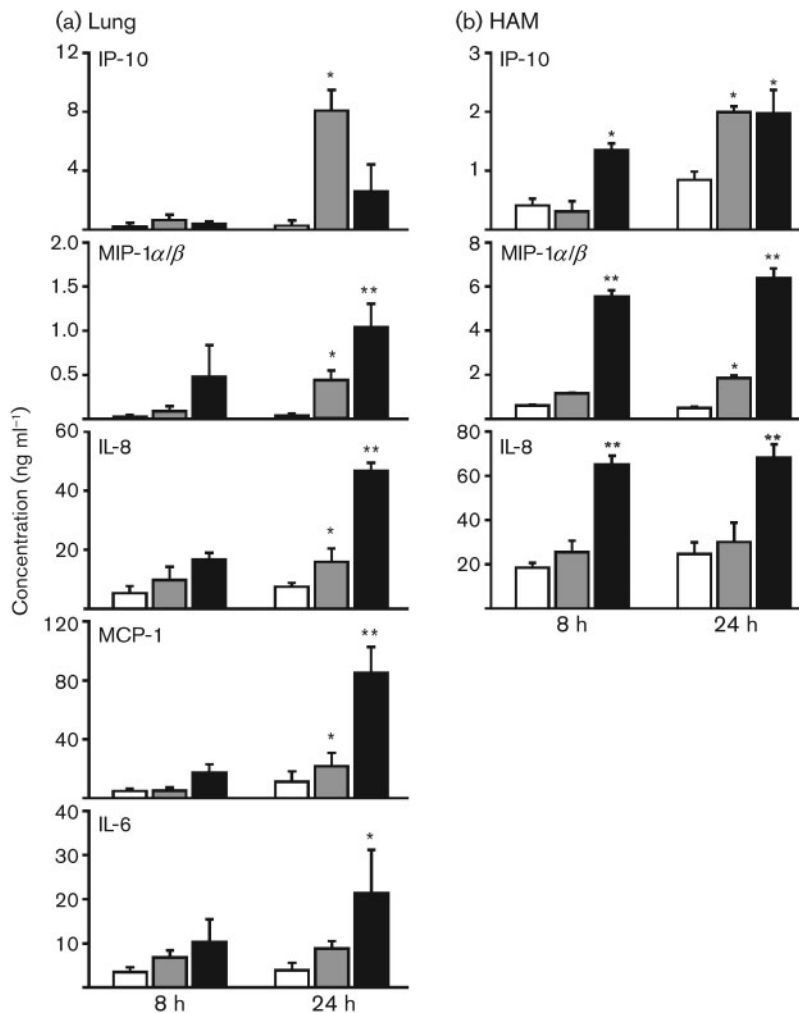 (a) Lung
IP-10
12
8
4
*
MIP-1α/β
2.0
1.5
1.0
0.5
*
**
IL-8
60
40
20
*
**
MCP-1
120
80
40
*
**
IL-6
40
30
20
10
*
8 h
24 h
Concentration (ng ml⁻¹)
(b) HAM
IP-10
3
2
1
*
*
*
MIP-1α/β
8
6
4
2
**
*
**
IL-8
80
60
40
20
**
**
8 h
24 h